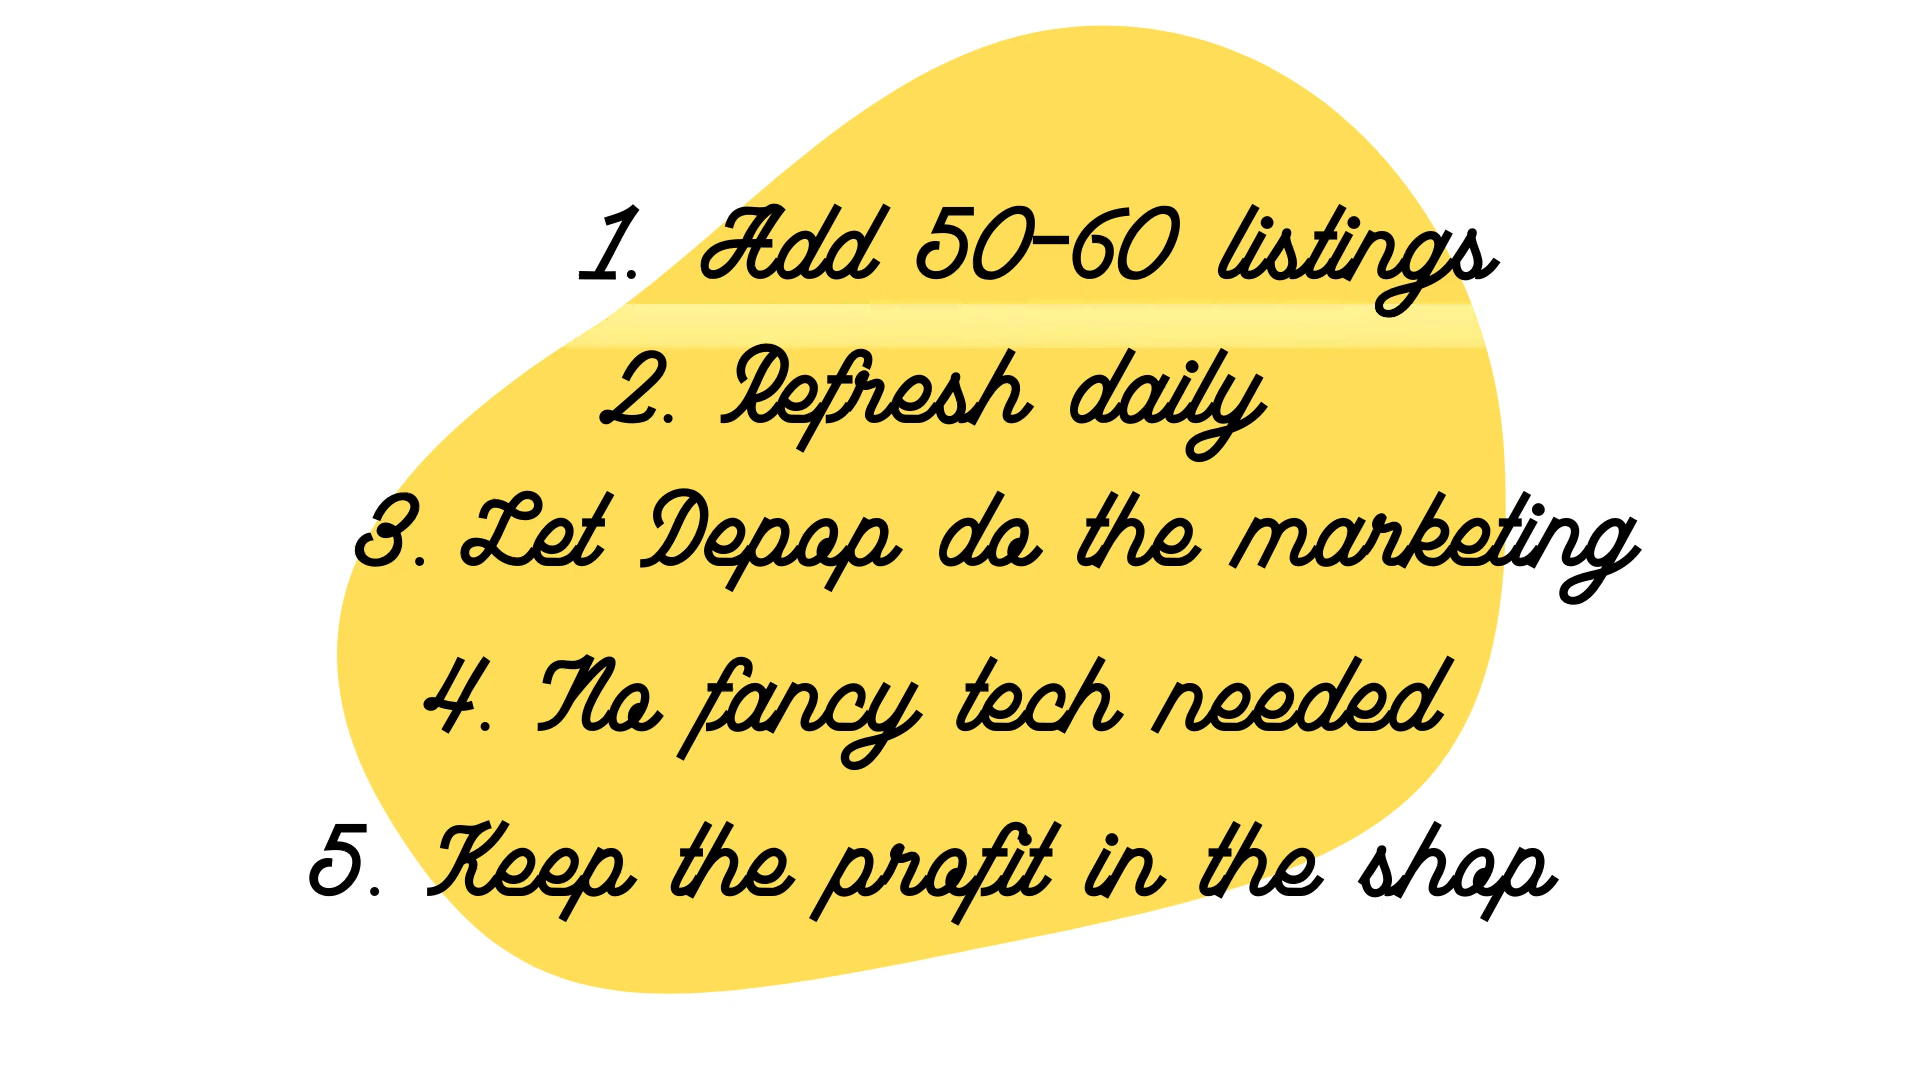 1. Add 50-60 listings
2. Refresh daily
3. Let Depop do the marketing
4. No fancy tech needed
5. Keep the profit in the shop